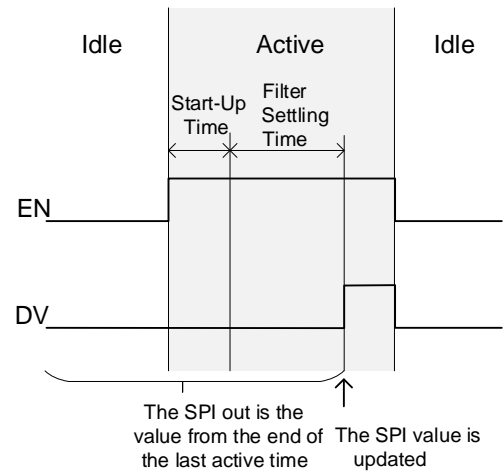 Idle
Active
Idle
Start-Up
Time
Filter
Settling
Time
EN
DV
The SPI out is the
value from the end of
the last active time
The SPI value is
updated